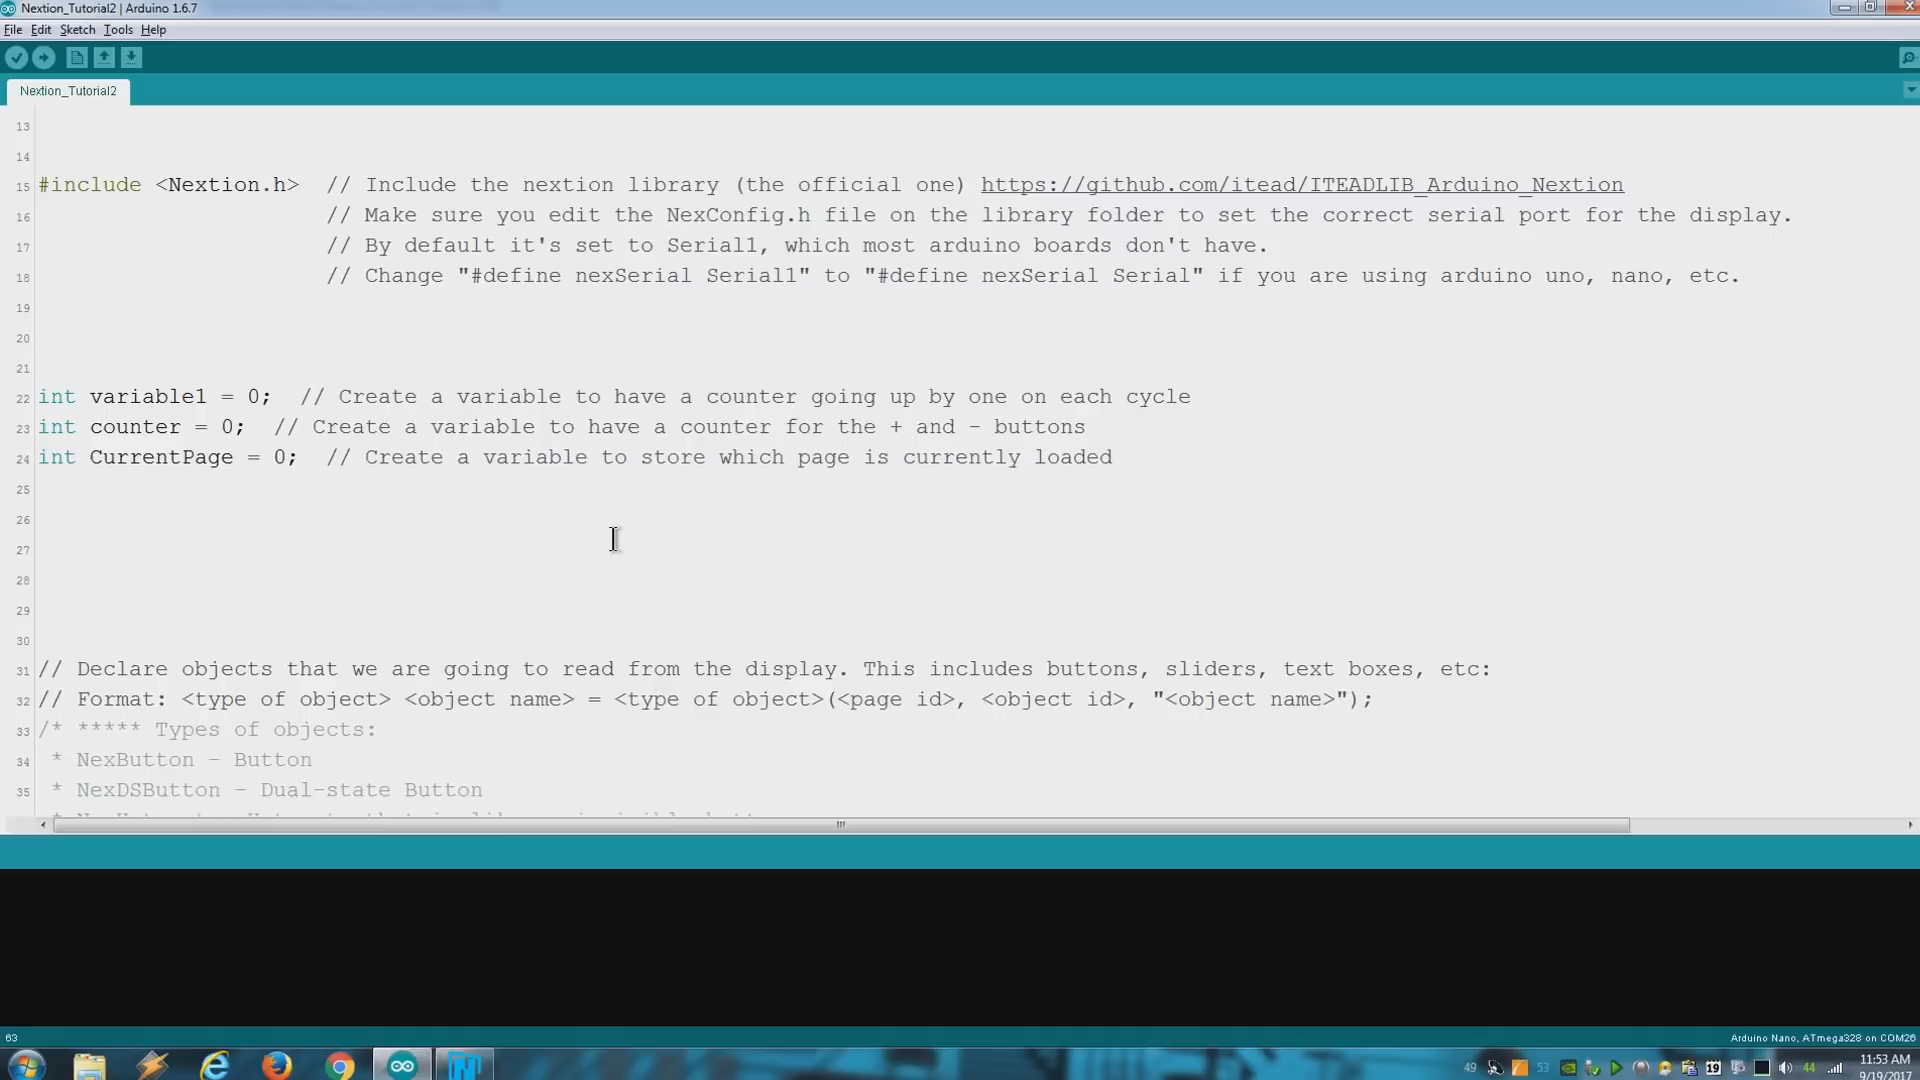 Nextion_Tutorial2 | Arduino 1.6.7
File Edit Sketch Tools Help
Nextion_Tutorial2
13
14
15 #include <Nextion.h>  // Include the nextion library (the official one) https://github.com/itead/ITEADLIB_Arduino_Nextion
16 // Make sure you edit the NexConfig.h file on the library folder to set the correct serial port for the display.
17 // By default it's set to Serial1, which most arduino boards don't have.
18 // Change "#define nexSerial Serial1" to "#define nexSerial Serial" if you are using arduino uno, nano, etc.
19
20
21
22 int variable1 = 0;  // Create a variable to have a counter going up by one on each cycle
23 int counter = 0;  // Create a variable to have a counter for the + and - buttons
24 int CurrentPage = 0;  // Create a variable to store which page is currently loaded
25
26
27
28
29
30
31 // Declare objects that we are going to read from the display. This includes buttons, sliders, text boxes, etc:
32 // Format: <type of object> <object name> = <type of object>(<page id>, <object id>, "<object name>");
33 /* ***** Types of objects:
34 * NexButton - Button
35 * NexDSButton - Dual-state Button
63
Arduino Nano, ATmega328 on COM26
49 53 19 44
11:53 AM
9/19/2017